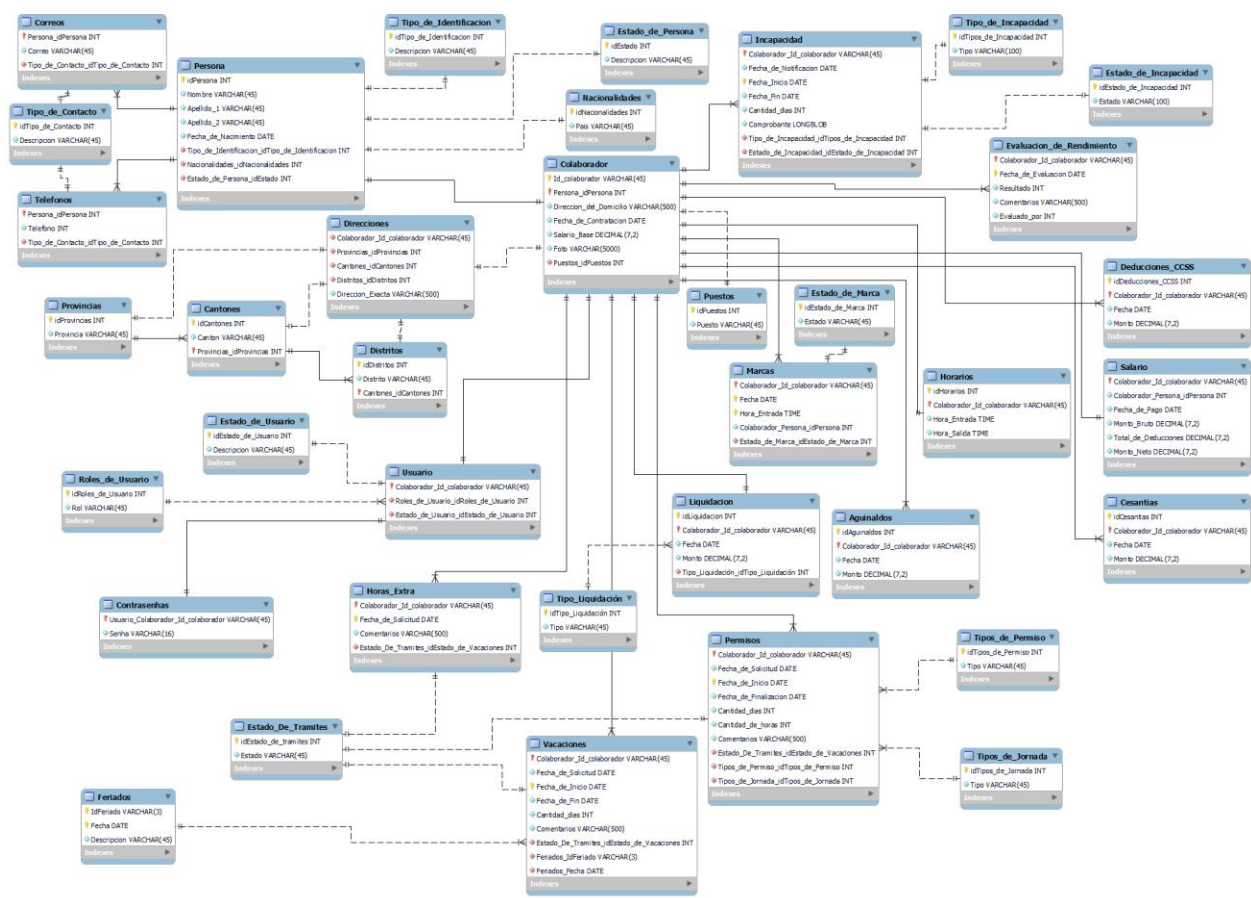 Correos
Persona_idPersona INT
Correo VARCHAR(45)
Tipo_de_Contacto_idTipo_de_Contacto INT
Indexes
Tipo_de_Contacto
idTipo_de_Contacto INT
Descripcion VARCHAR(45)
Indexes
Telefonos
Persona_idPersona INT
Telefono INT
Tipo_de_Contacto_idTipo_de_Contacto INT
Indexes
Persona
idPersona INT
Nombre VARCHAR(45)
Apellido_1 VARCHAR(45)
Apellido_2 VARCHAR(45)
Fecha_de_Nacimiento DATE
Tipo_de_Identificacion_idTipo_de_Identificacion INT
Nacionalidades_idNacionalidades INT
Estado_de_Persona_idEstado INT
Indexes
Tipo_de_Identificacion
idTipo_de_Identificacion INT
Descripcion VARCHAR(45)
Indexes
Estado_de_Persona
idEstado INT
Descripcion VARCHAR(45)
Indexes
Nacionalidades
idNacionalidades INT
Pais VARCHAR(45)
Indexes
Incapacidad
Colaborador_Id_colaborador VARCHAR(45)
Fecha_de_Notificacion DATE
Fecha_Inicio DATE
Fecha_Fin DATE
Cantidad_dias INT
Comprobante LONGBLOB
Tipo_de_Incapacidad_idTipos_de_Incapacidad INT
Estado_de_Incapacidad_idEstado_de_Incapacidad INT
Indexes
Tipo_de_Incapacidad
idTipos_de_Incapacidad INT
Tipo VARCHAR(100)
Indexes
Estado_de_Incapacidad
idEstado_de_Incapacidad INT
Estado VARCHAR(100)
Indexes
Evaluacion_de_Rendimiento
Colaborador_Id_colaborador VARCHAR(45)
Fecha_de_Evaluacion DATE
Resultado INT
Comentarios VARCHAR(500)
Evaluado_por INT
Indexes
Colaborador
Id_colaborador VARCHAR(45)
Persona_idPersona INT
Direccion_del_Domicilio VARCHAR(500)
Fecha_de_Contratacion DATE
Salario_Base DECIMAL(7,2)
Foto VARCHAR(5000)
Puestos_idPuestos INT
Indexes
Direcciones
Colaborador_Id_colaborador VARCHAR(45)
Provincias_idProvincias INT
Cantones_idCantones INT
Distritos_idDistritos INT
Direccion_Exacta VARCHAR(500)
Indexes
Provincias
idProvincias INT
Provincia VARCHAR(45)
Indexes
Cantones
idCantones INT
Canton VARCHAR(45)
Provincias_idProvincias INT
Indexes
Distritos
idDistritos INT
Distrito VARCHAR(45)
Cantones_idCantones INT
Indexes
Puestos
idPuestos INT
Puesto VARCHAR(45)
Indexes
Estado_de_Marca
idEstado_de_Marca INT
Estado VARCHAR(45)
Indexes
Marcas
Colaborador_Id_colaborador VARCHAR(45)
Fecha DATE
Hora_Entrada TIME
Colaborador_Persona_idPersona INT
Estado_de_Marca_idEstado_de_Marca INT
Indexes
Horarios
idHorarios INT
Colaborador_Id_colaborador VARCHAR(45)
Hora_Entrada TIME
Hora_Salida TIME
Indexes
Deducciones_CCSS
idDeducciones_CCSS INT
Colaborador_Id_colaborador VARCHAR(45)
Fecha DATE
Monto DECIMAL(7,2)
Indexes
Salario
Colaborador_Id_colaborador VARCHAR(45)
Colaborador_Persona_idPersona INT
Fecha_de_Pago DATE
Monto_Bruto DECIMAL(7,2)
Total_de_Deducciones DECIMAL(7,2)
Monto_Neto DECIMAL(7,2)
Indexes
Cesantias
idCesantias INT
Colaborador_Id_colaborador VARCHAR(45)
Fecha DATE
Monto DECIMAL(7,2)
Indexes
Estado_de_Usuario
idEstado_de_Usuario INT
Descripcion VARCHAR(45)
Indexes
Roles_de_Usuario
idRoles_de_Usuario INT
Rol VARCHAR(45)
Indexes
Usuario
Colaborador_Id_colaborador VARCHAR(45)
Roles_de_Usuario_idRoles_de_Usuario INT
Estado_de_Usuario_idEstado_de_Usuario INT
Indexes
Liquidacion
idLiquidacion INT
Colaborador_Id_colaborador VARCHAR(45)
Fecha DATE
Monto DECIMAL(7,2)
Tipo_Liquidación_idTipo_Liquidación INT
Indexes
Aguinaldos
idAguinaldos INT
Colaborador_Id_colaborador VARCHAR(45)
Fecha DATE
Monto DECIMAL(7,2)
Indexes
Contrasenhas
Usuario_Colaborador_Id_colaborador VARCHAR(45)
Senha VARCHAR(16)
Indexes
Horas_Extra
Colaborador_Id_colaborador VARCHAR(45)
Fecha_de_Solicitud DATE
Comentarios VARCHAR(500)
Estado_De_Tramites_idEstado_de_Vacaciones INT
Indexes
Tipo_Liquidación
idTipo_Liquidación INT
Tipo VARCHAR(45)
Indexes
Permisos
Colaborador_Id_colaborador VARCHAR(45)
Fecha_de_Solicitud DATE
Fecha_de_Inicio DATE
Fecha_de_Finalizacion DATE
Cantidad_dias INT
Cantidad_de_horas INT
Comentarios VARCHAR(500)
Estado_De_Tramites_idEstado_de_Vacaciones INT
Tipos_de_Permiso_idTipos_de_Permiso INT
Tipos_de_Jornada_idTipos_de_Jornada INT
Indexes
Tipos_de_Permiso
idTipos_de_Permiso INT
Tipo VARCHAR(45)
Indexes
Tipos_de_Jornada
idTipos_de_Jornada INT
Tipo VARCHAR(45)
Indexes
Estado_De_Tramites
idEstado_de_tramites INT
Estado VARCHAR(45)
Indexes
Vacaciones
Colaborador_Id_colaborador VARCHAR(45)
Fecha_de_Solicitud DATE
Fecha_de_Inicio DATE
Fecha_de_Fin DATE
Cantidad_dias INT
Comentarios VARCHAR(500)
Estado_De_Tramites_idEstado_de_Vacaciones INT
Feriados_IdFeriado VARCHAR(3)
Feriados_Fecha DATE
Indexes
Feriados
IdFeriado VARCHAR(3)
Fecha DATE
Descripcion VARCHAR(45)
Indexes